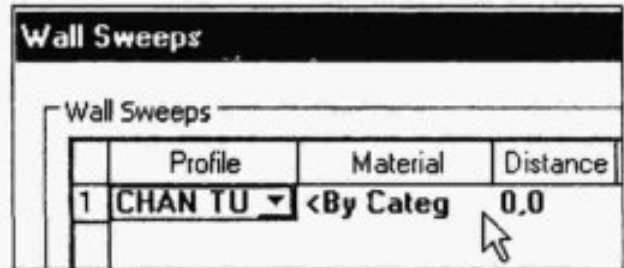 Wall Sweeps
Wall Sweeps
Profile Material Distance
1 CHAN TU <By Categ 0,0